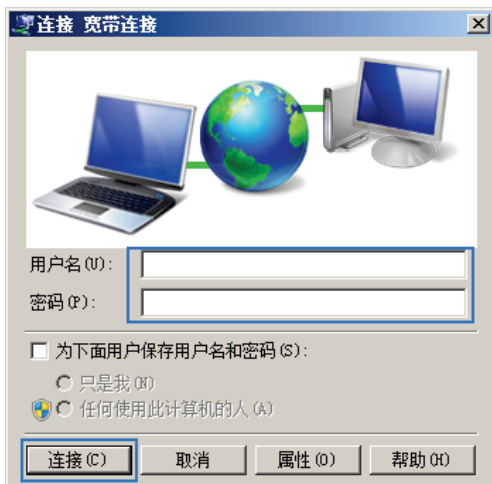 连接 宽带连接
用户名(U):
密码(P):
为下面用户保存用户名和密码(S):
只是我(N)
任何使用此计算机的人(A)
连接(C) 取消 属性(O) 帮助(H)